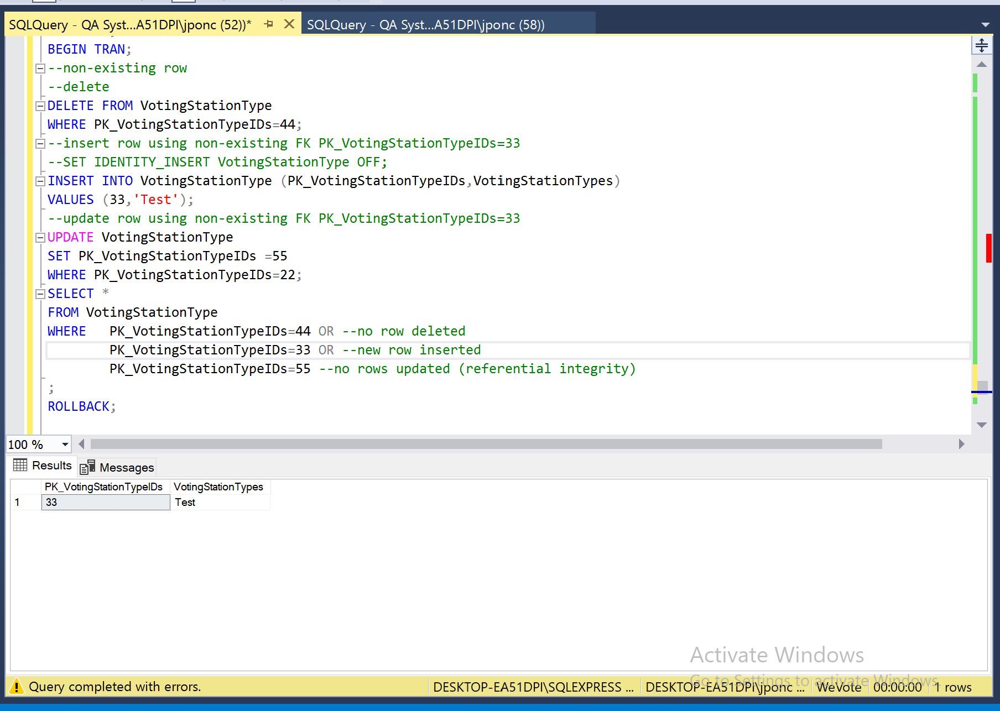 SQLQuery - QA Syst...A51DPI\jponc (52))*
SQLQuery - QA Syst...A51DPI\jponc (58))
BEGIN TRAN;
--non-existing row
--delete
DELETE FROM VotingStationType
WHERE PK_VotingStationTypeIDs=44;
--insert row using non-existing FK PK_VotingStationTypeIDs=33
--SET IDENTITY_INSERT VotingStationType OFF;
INSERT INTO VotingStationType (PK_VotingStationTypeIDs,VotingStationTypes)
VALUES (33,'Test');
--update row using non-existing FK PK_VotingStationTypeIDs=33
UPDATE VotingStationType
SET PK_VotingStationTypeIDs =55
WHERE PK_VotingStationTypeIDs=22;
SELECT *
FROM VotingStationType
WHERE   PK_VotingStationTypeIDs=44 OR --no row deleted
PK_VotingStationTypeIDs=33 OR --new row inserted
PK_VotingStationTypeIDs=55 --no rows updated (referential integrity)
;
ROLLBACK;
100 %
Results Messages
PK_VotingStationTypeIDs VotingStationTypes
1 33 Test
Activate Windows
Go to Settings to activate Windows.
Query completed with errors. DESKTOP-EA51DPI\SQLEXPRESS ... DESKTOP-EA51DPI\jponc ... WeVote 00:00:00 1 rows